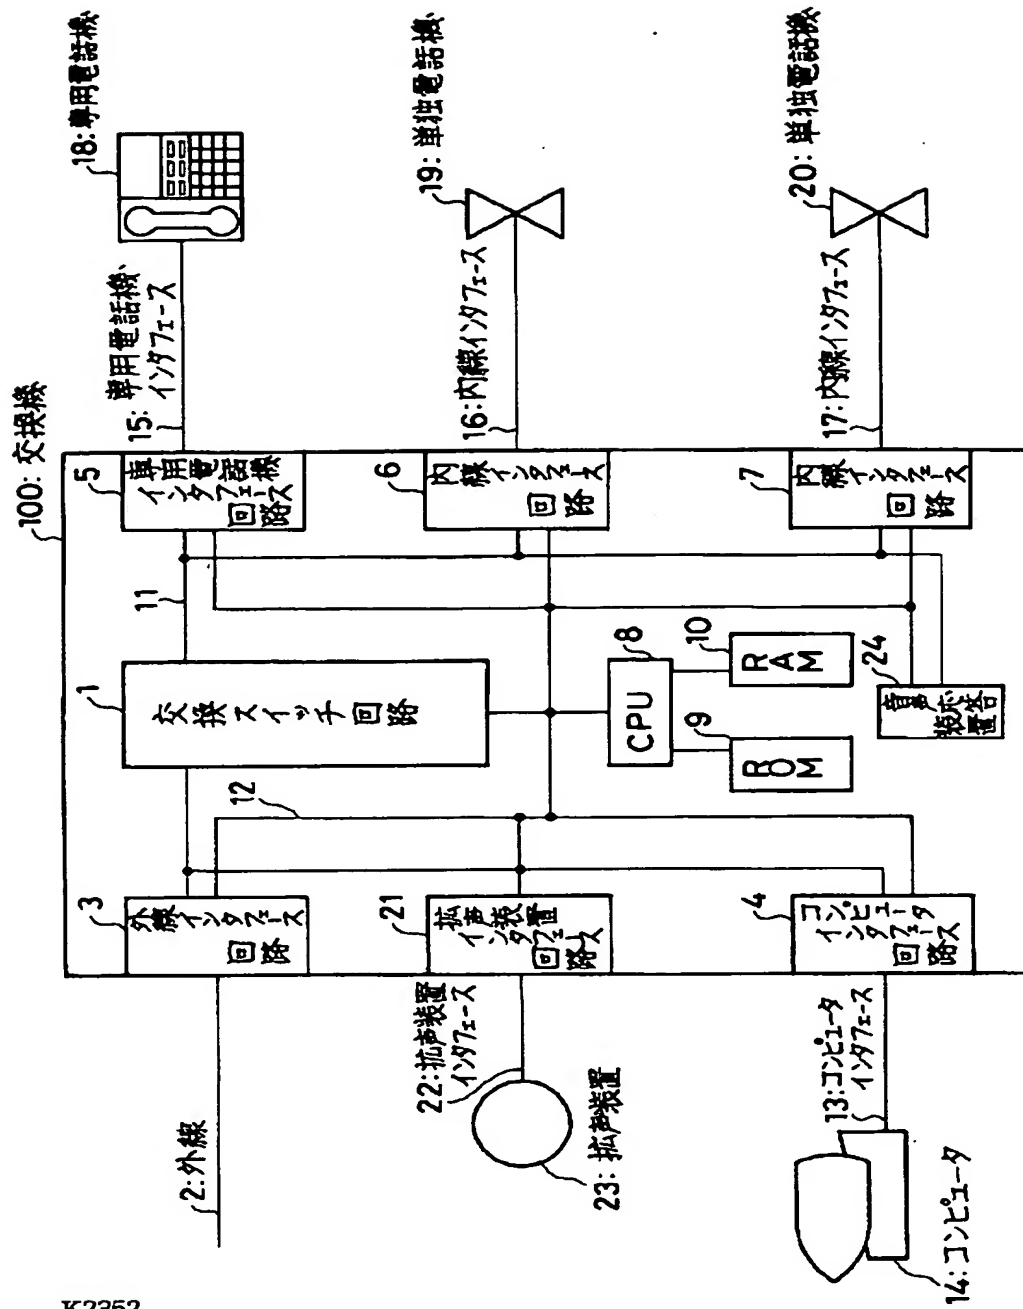 100: 交換機
2: 外線
3
外線
インタフェース
回路
1
交換スイッチ回路
11
12
5
専用電話機
インタフェース
回路
15: 専用電話機
インタフェース
18: 専用電話機
22: 拡声装置
インタフェース
23: 拡声装置
21
拡声装置
インタフェース
回路
6
内線
インタフェース
回路
16: 内線インタフェース
19: 単独電話機
CPU
8
ROM
9
RAM
10
13: コンピュータ
インタフェース
14: コンピュータ
4
コンピュータ
インタフェース
回路
24
音声応答
装置
7
内線
インタフェース
回路
17: 内線インタフェース
20: 単独電話機
K2352